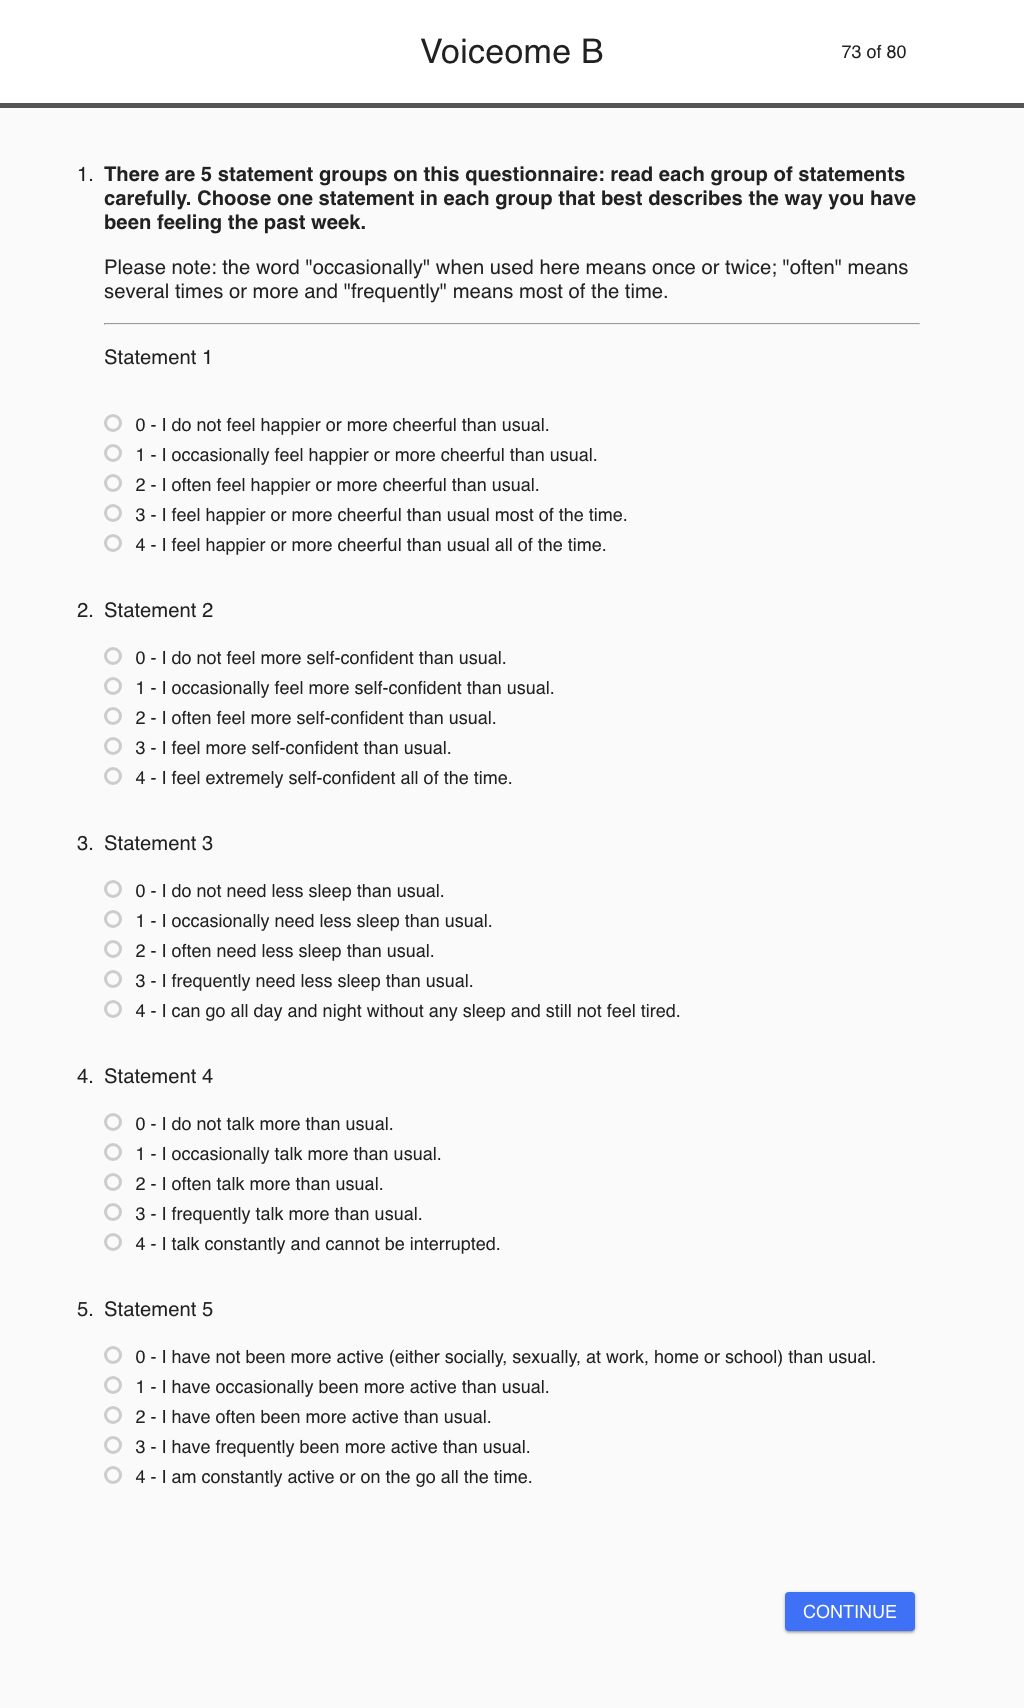 Voiceome B
73 of 80
1. There are 5 statement groups on this questionnaire: read each group of statements
carefully. Choose one statement in each group that best describes the way you have
been feeling the past week.
Please note: the word "occasionally" when used here means once or twice; "often" means
several times or more and "frequently" means most of the time.
Statement 1
0 - I do not feel happier or more cheerful than usual.
1 - I occasionally feel happier or more cheerful than usual.
2 - I often feel happier or more cheerful than usual.
3 - I feel happier or more cheerful than usual most of the time.
4 - I feel happier or more cheerful than usual all of the time.
2. Statement 2
0 - I do not feel more self-confident than usual.
1 - I occasionally feel more self-confident than usual.
2 - I often feel more self-confident than usual.
3 - I feel more self-confident than usual.
4 - I feel extremely self-confident all of the time.
3. Statement 3
0 - I do not need less sleep than usual.
1 - I occasionally need less sleep than usual.
2 - I often need less sleep than usual.
3 - I frequently need less sleep than usual.
4 - I can go all day and night without any sleep and still not feel tired.
4. Statement 4
0 - I do not talk more than usual.
1 - I occasionally talk more than usual.
2 - I often talk more than usual.
3 - I frequently talk more than usual.
4 - I talk constantly and cannot be interrupted.
5. Statement 5
0 - I have not been more active (either socially, sexually, at work, home or school) than usual.
1 - I have occasionally been more active than usual.
2 - I have often been more active than usual.
3 - I have frequently been more active than usual.
4 - I am constantly active or on the go all the time.
CONTINUE